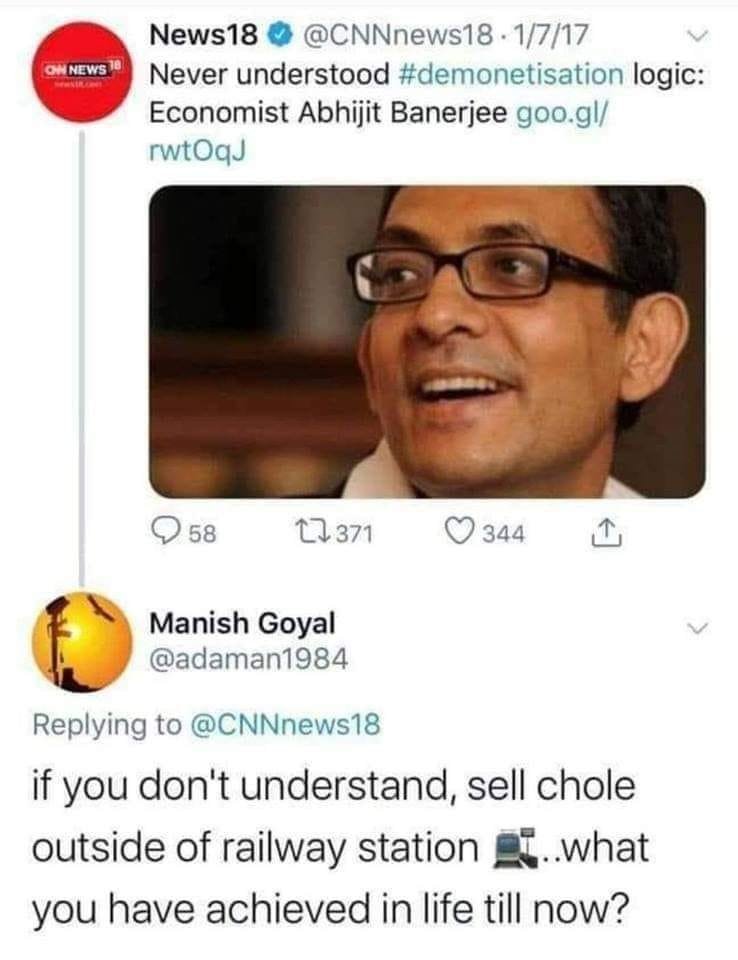 News18 @CNNnews18 · 1/7/17
CNN NEWS 18
news18.com
Never understood #demonetisation logic:
Economist Abhijit Banerjee goo.gl/
rwtOqJ
58 371 344
Manish Goyal
@adaman1984
Replying to @CNNnews18
if you don't understand, sell chole
outside of railway station 🚉..what
you have achieved in life till now?